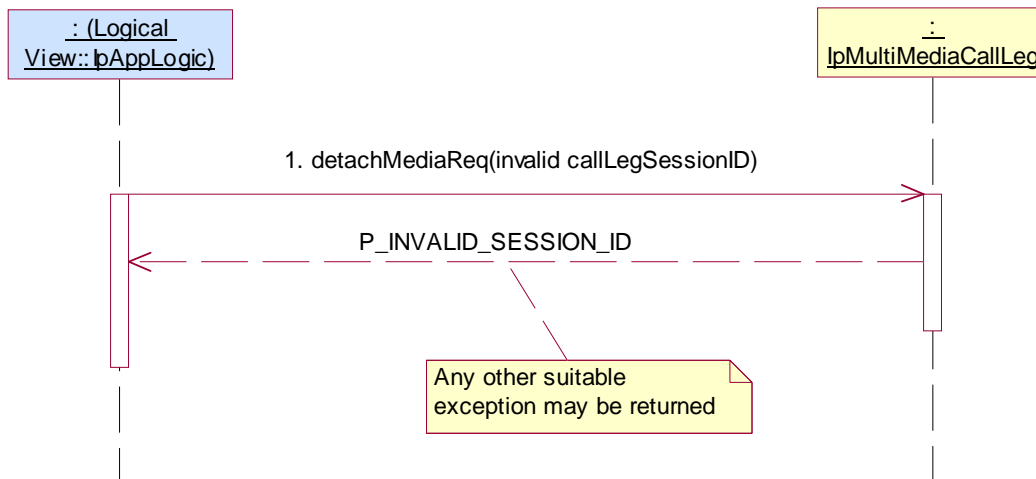 : (Logical
View::IpAppLogic)
:
IpMultiMediaCallLeg
1. detachMediaReq(invalid callLegSessionID)
P_INVALID_SESSION_ID
Any other suitable
exception may be returned